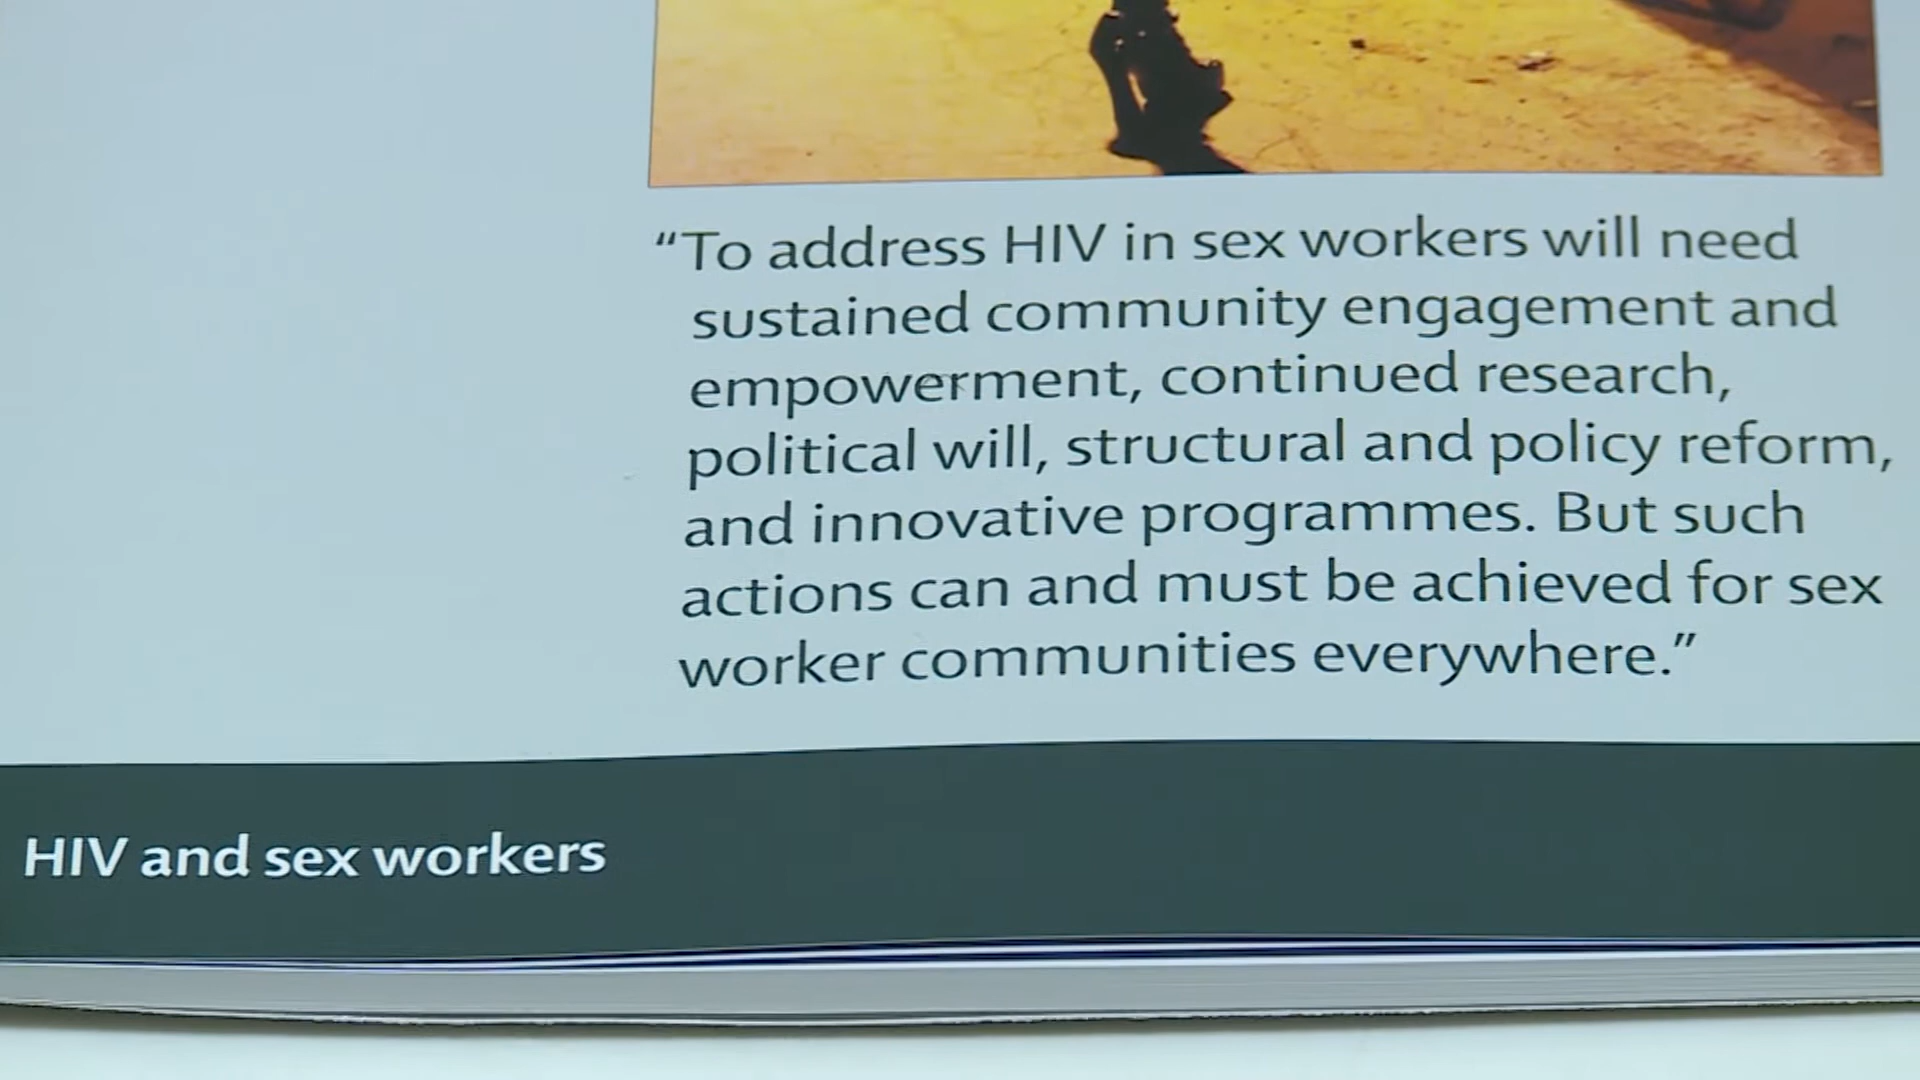 “To address HIV in sex workers will need
sustained community engagement and
empowerment, continued research,
political will, structural and policy reform,
and innovative programmes. But such
actions can and must be achieved for sex
worker communities everywhere.”
HIV and sex workers